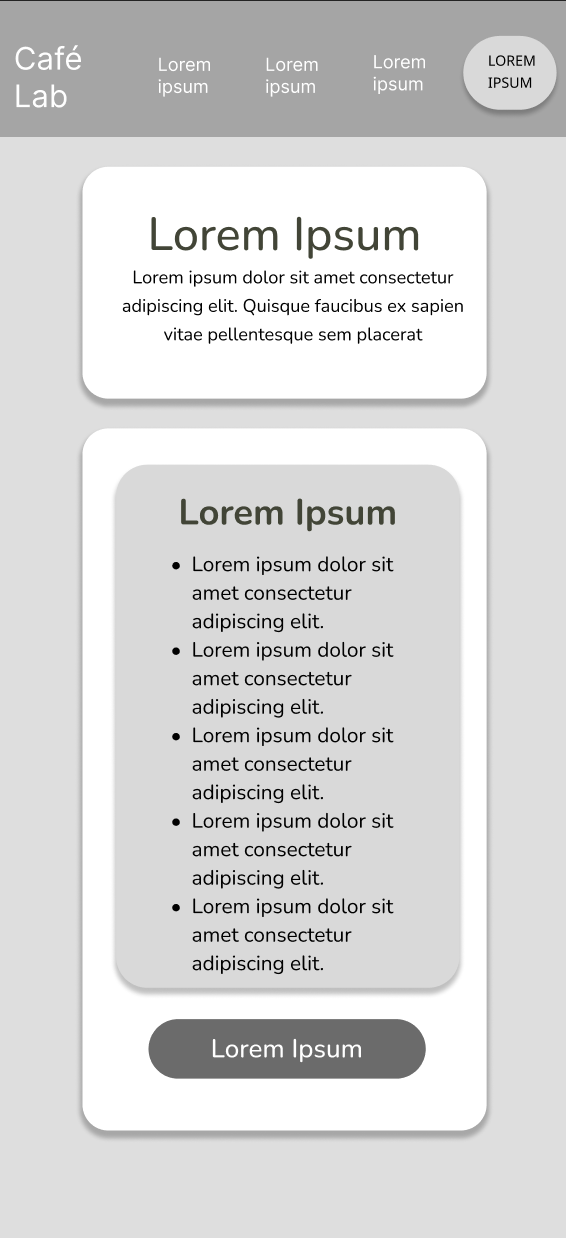 Café
Lab
Lorem
ipsum
Lorem
ipsum
Lorem
ipsum
LOREM
IPSUM
Lorem Ipsum
Lorem ipsum dolor sit amet consectetur
adipiscing elit. Quisque faucibus ex sapien
vitae pellentesque sem placerat
Lorem Ipsum
• Lorem ipsum dolor sit
amet consectetur
adipiscing elit.
• Lorem ipsum dolor sit
amet consectetur
adipiscing elit.
• Lorem ipsum dolor sit
amet consectetur
adipiscing elit.
• Lorem ipsum dolor sit
amet consectetur
adipiscing elit.
• Lorem ipsum dolor sit
amet consectetur
adipiscing elit.
Lorem Ipsum